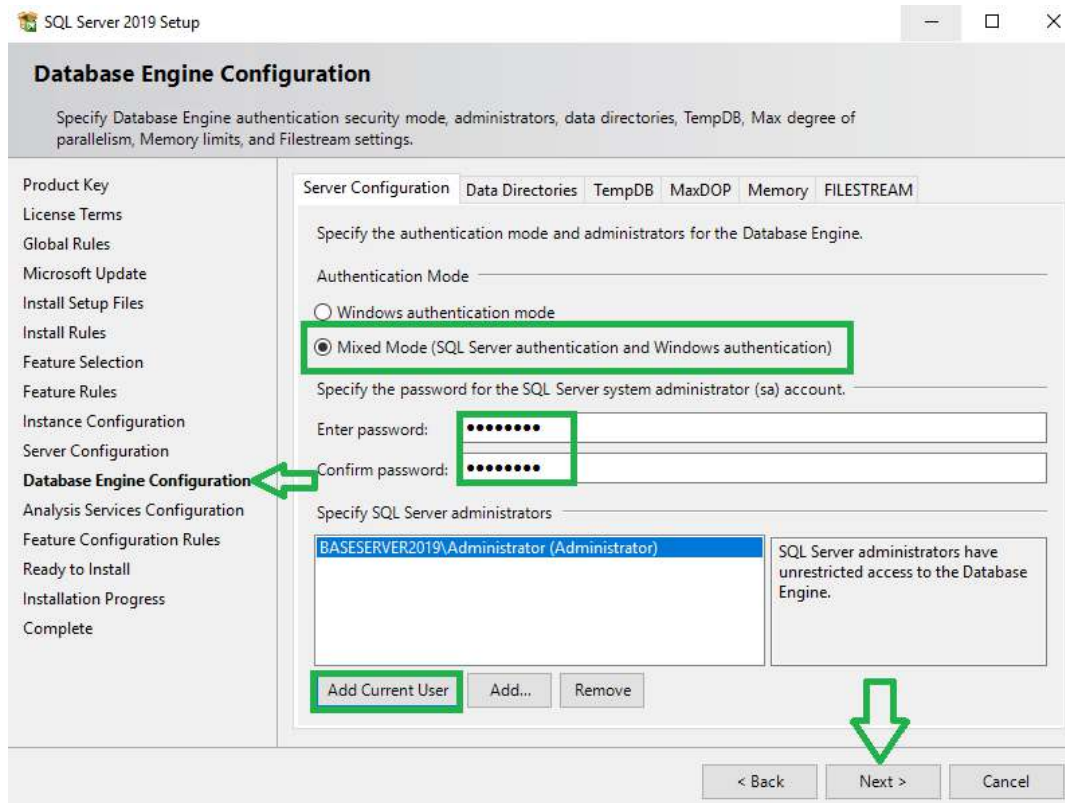 SQL Server 2019 Setup
Database Engine Configuration
Specify Database Engine authentication security mode, administrators, data directories, TempDB, Max degree of
parallelism, Memory limits, and Filestream settings.
Product Key
License Terms
Global Rules
Microsoft Update
Install Setup Files
Install Rules
Feature Selection
Feature Rules
Instance Configuration
Server Configuration
Database Engine Configuration
Analysis Services Configuration
Feature Configuration Rules
Ready to Install
Installation Progress
Complete
Server Configuration Data Directories TempDB MaxDOP Memory FILESTREAM
Specify the authentication mode and administrators for the Database Engine.
Authentication Mode
Windows authentication mode
Mixed Mode (SQL Server authentication and Windows authentication)
Specify the password for the SQL Server system administrator (sa) account.
Enter password: ●●●●●●●●
Confirm password: ●●●●●●●●
Specify SQL Server administrators
BASESERVER2019\Administrator (Administrator)
SQL Server administrators have
unrestricted access to the Database
Engine.
Add Current User Add... Remove
< Back Next > Cancel